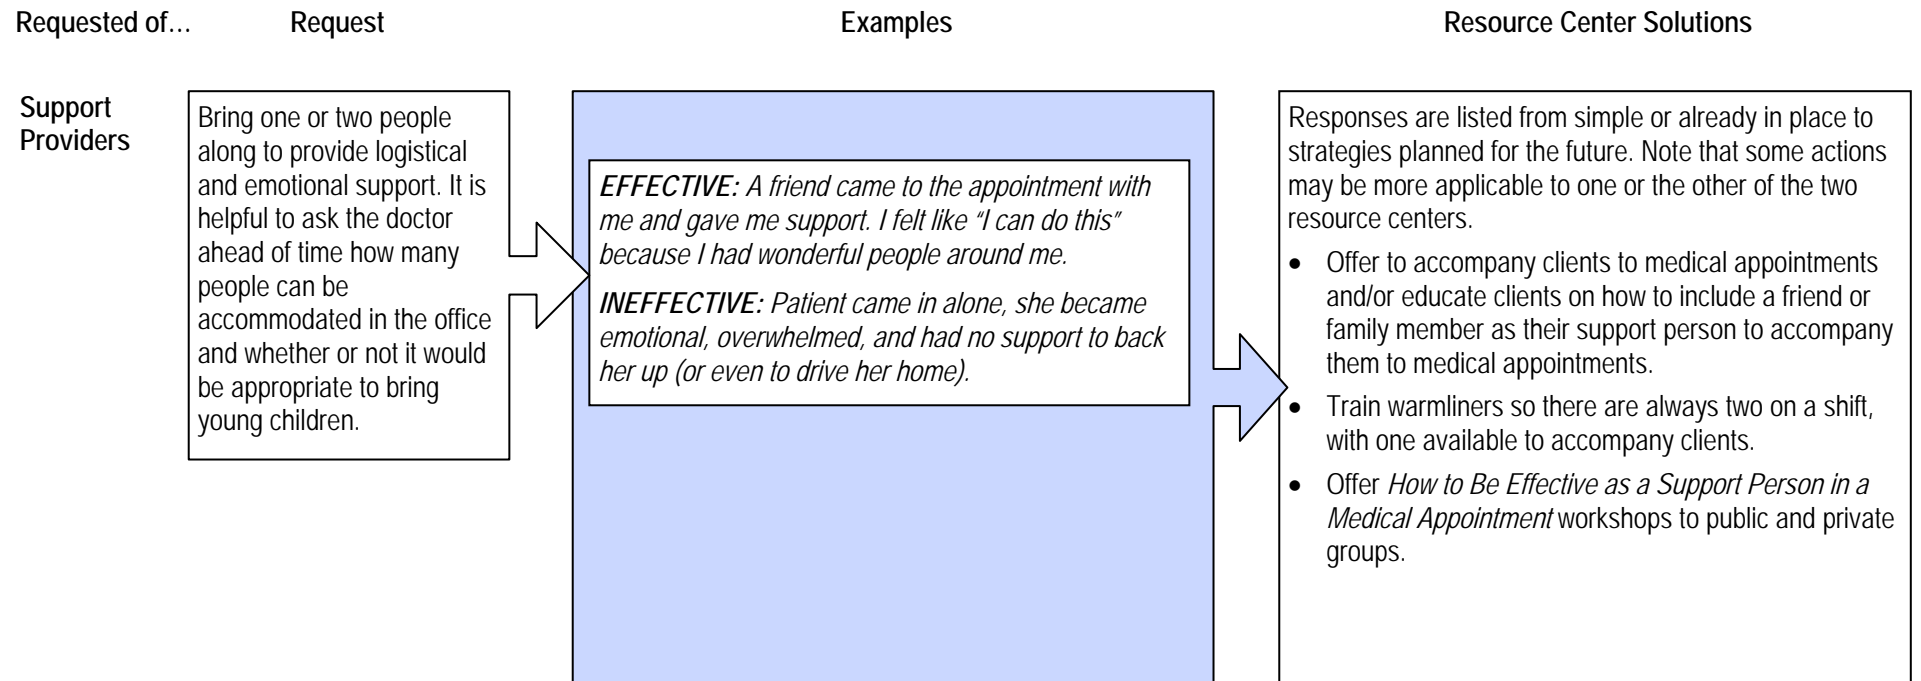 Requested of… Request Examples Resource Center Solutions
Support
Providers
Bring one or two people
along to provide logistical
and emotional support. It is
helpful to ask the doctor
ahead of time how many
people can be
accommodated in the office
and whether or not it would
be appropriate to bring
young children.
EFFECTIVE: A friend came to the appointment with
me and gave me support. I felt like “I can do this”
because I had wonderful people around me.
INEFFECTIVE: Patient came in alone, she became
emotional, overwhelmed, and had no support to back
her up (or even to drive her home).
Responses are listed from simple or already in place to
strategies planned for the future. Note that some actions
may be more applicable to one or the other of the two
resource centers.
• Offer to accompany clients to medical appointments
and/or educate clients on how to include a friend or
family member as their support person to accompany
them to medical appointments.
• Train warmliners so there are always two on a shift,
with one available to accompany clients.
• Offer How to Be Effective as a Support Person in a
Medical Appointment workshops to public and private
groups.